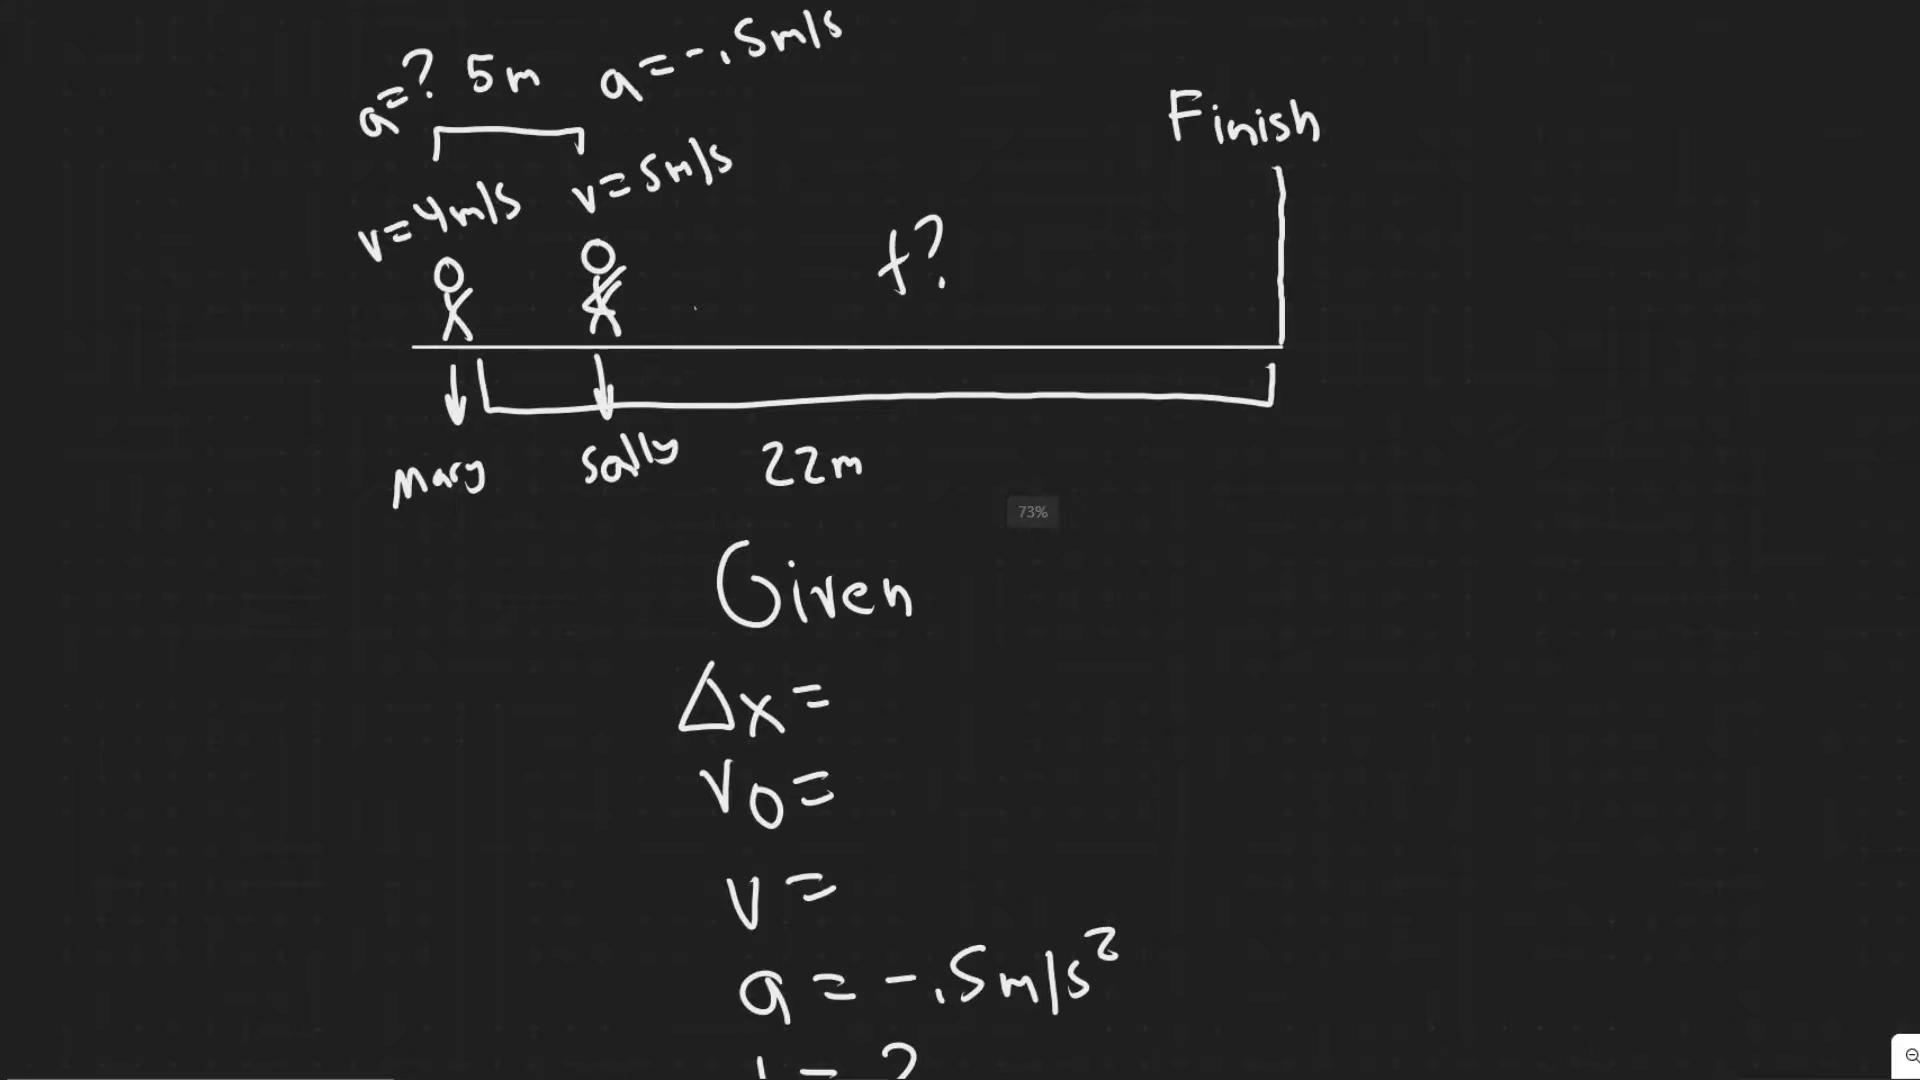 a=? 5m a=-.5m/s
Finish
v=4m/s v=5m/s
t?
Mary Sally 22m
73%
Given
Δx=
v0=
v=
a=-.5m/s²